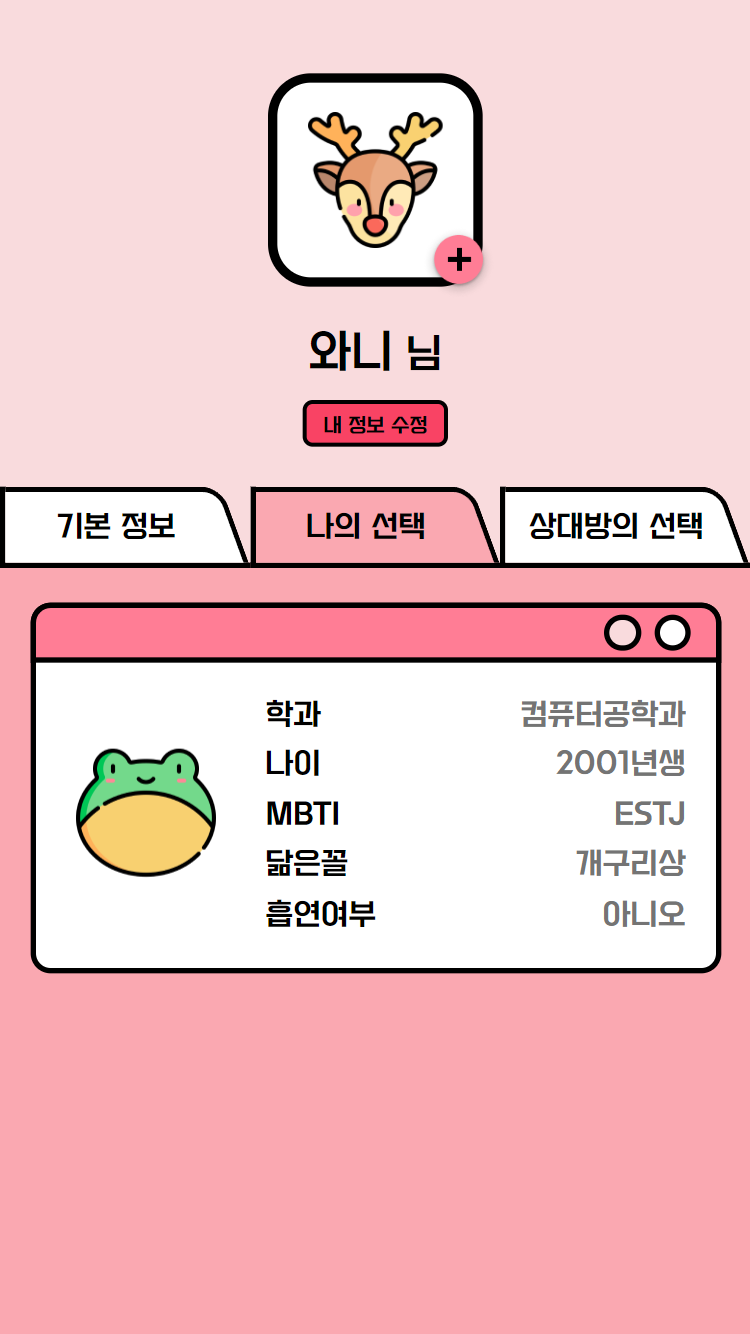 와니 님
내 정보 수정
기본 정보
나의 선택
상대방의 선택
학과 컴퓨터공학과
나이 2001년생
MBTI ESTJ
닮은꼴 개구리상
흡연여부 아니오